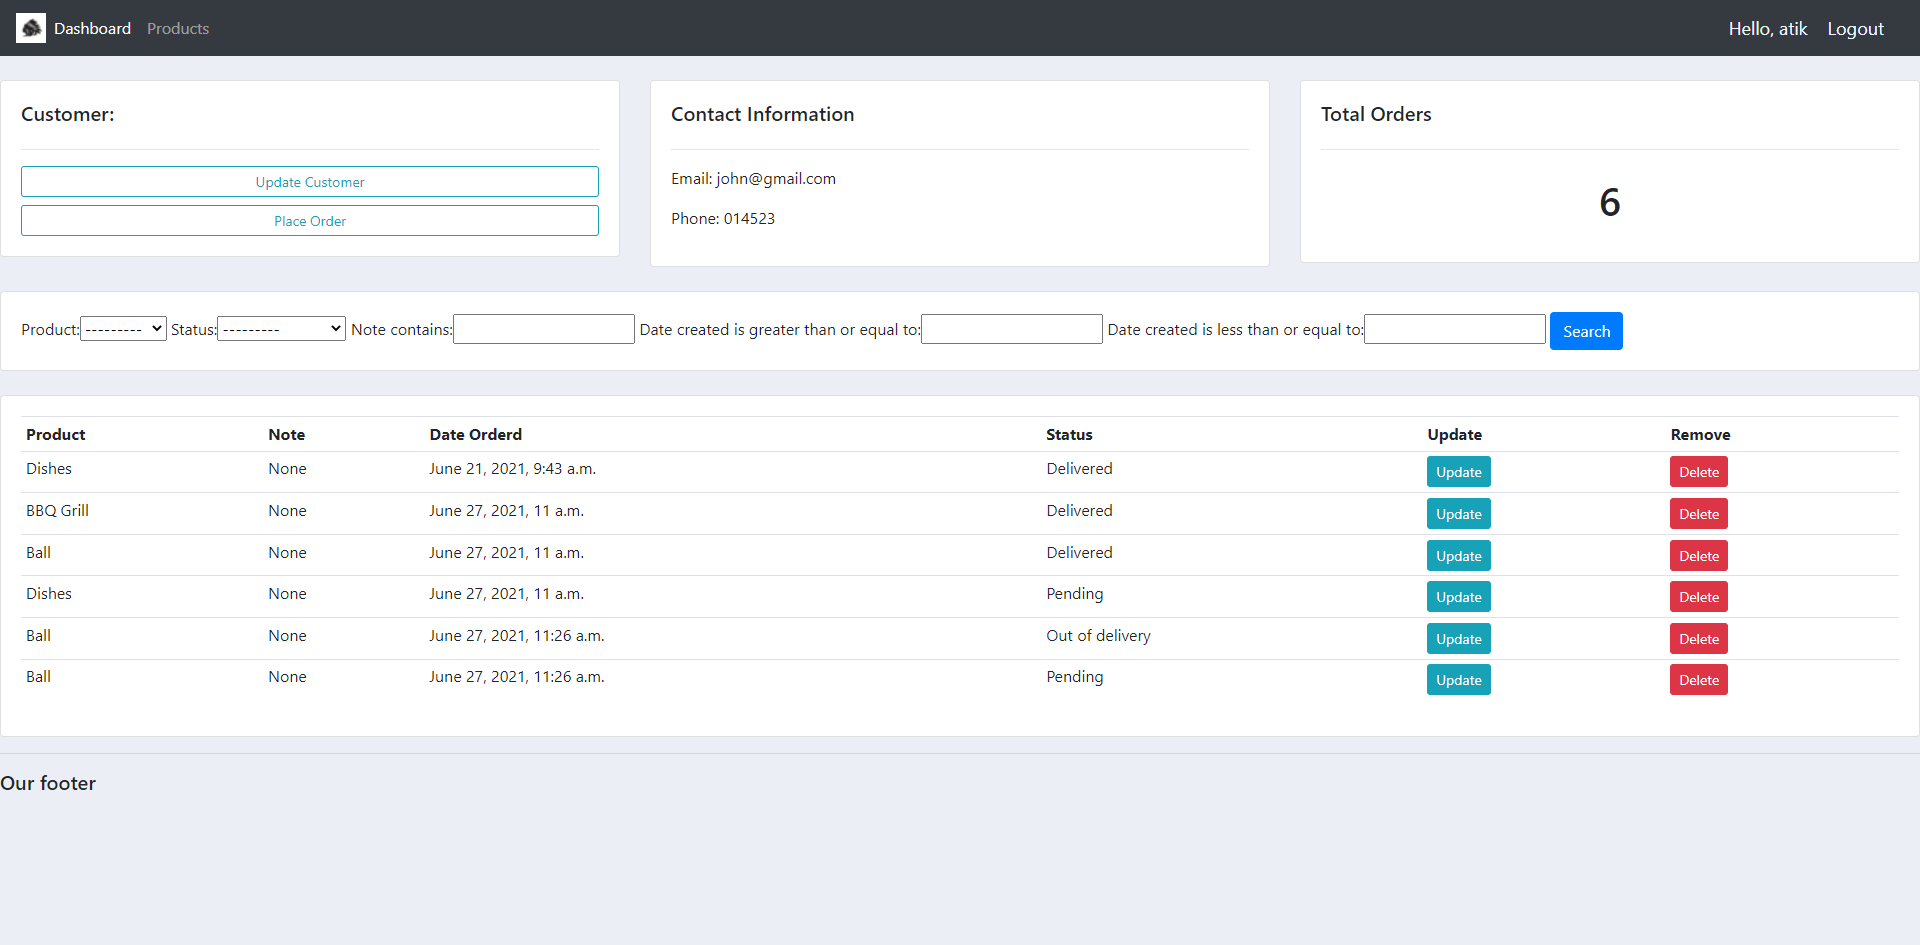 Dashboard Products Hello, atik Logout
Customer:
Update Customer
Place Order
Contact Information
Email: john@gmail.com
Phone: 014523
Total Orders
6
Product: --------- Status: --------- Note contains: Date created is greater than or equal to: Date created is less than or equal to: Search
Product Note Date Orderd Status Update Remove
Dishes None June 21, 2021, 9:43 a.m. Delivered Update Delete
BBQ Grill None June 27, 2021, 11 a.m. Delivered Update Delete
Ball None June 27, 2021, 11 a.m. Delivered Update Delete
Dishes None June 27, 2021, 11 a.m. Pending Update Delete
Ball None June 27, 2021, 11:26 a.m. Out of delivery Update Delete
Ball None June 27, 2021, 11:26 a.m. Pending Update Delete
Our footer